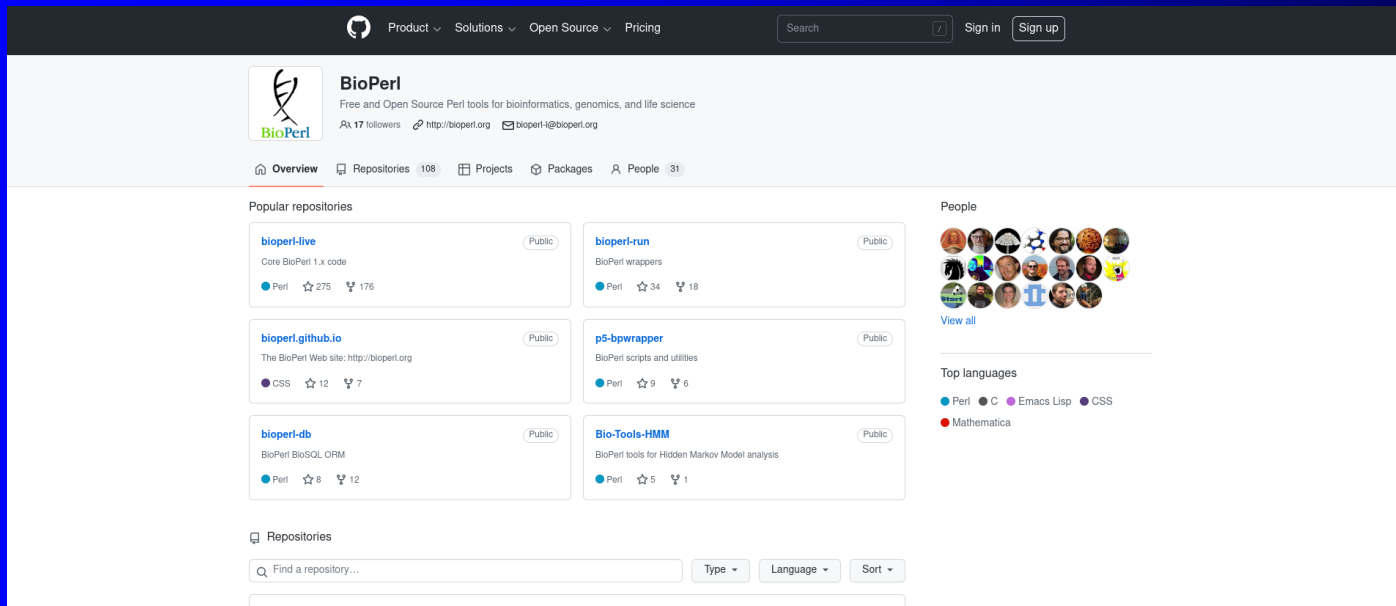 Product Solutions Open Source Pricing Search / Sign in Sign up
BioPerl
BioPerl
Free and Open Source Perl tools for bioinformatics, genomics, and life science
17 followers http://bioperl.org bioperl-l@bioperl.org
Overview Repositories 108 Projects Packages People 31
Popular repositories
bioperl-live Public
Core BioPerl 1.x code
Perl 275 176
bioperl-run Public
BioPerl wrappers
Perl 34 18
bioperl.github.io Public
The BioPerl Web site: http://bioperl.org
CSS 12 7
p5-bpwrapper Public
BioPerl scripts and utilities
Perl 9 6
bioperl-db Public
BioPerl BioSQL ORM
Perl 8 12
Bio-Tools-HMM Public
BioPerl tools for Hidden Markov Model analysis
Perl 5 1
Repositories
Find a repository… Type Language Sort
People
Start
View all
Top languages
Perl C Emacs Lisp CSS
Mathematica